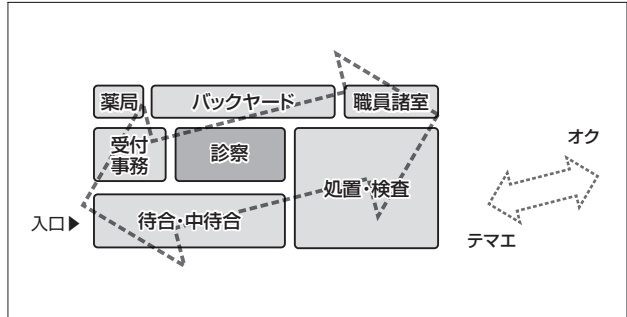 薬局
バックヤード
職員諸室
受付
事務
診察
処置・検査
待合・中待合
入口▶
オク
テマエ